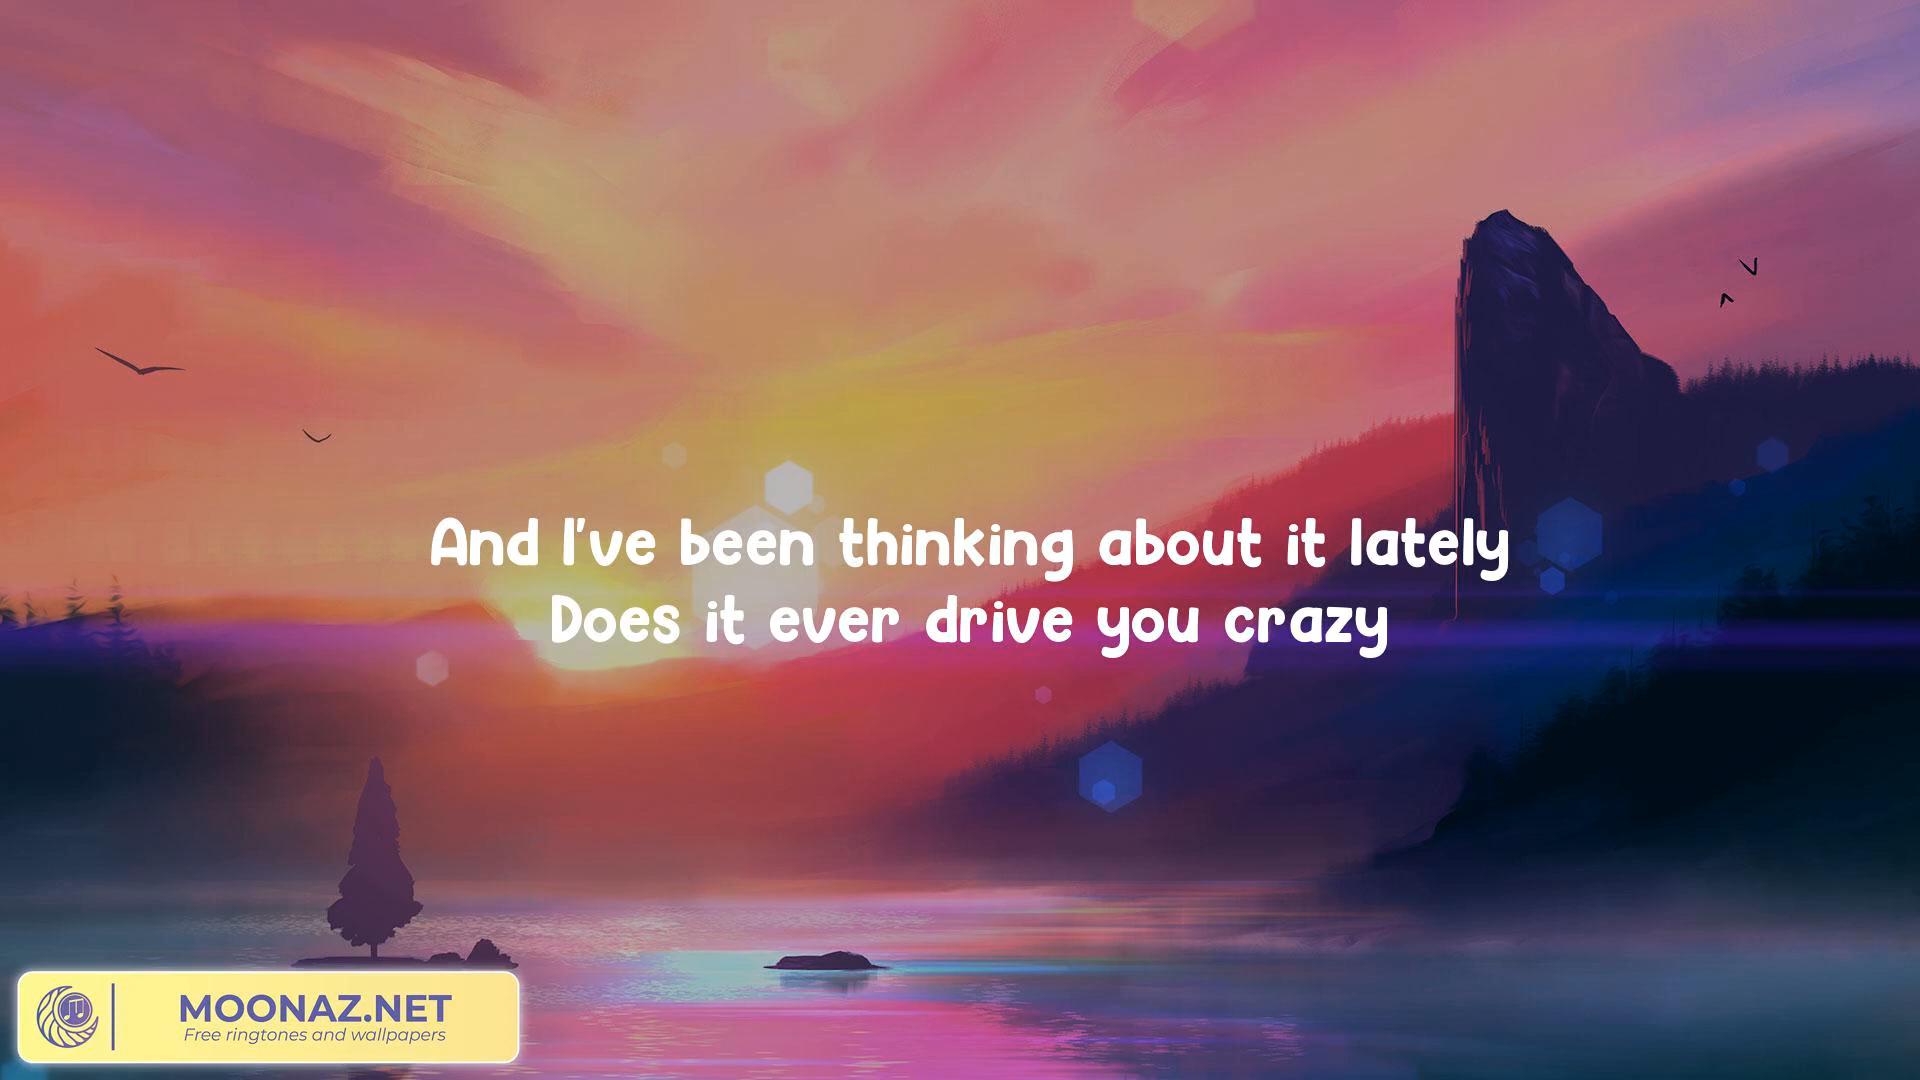 And I've been thinking about it lately
Does it ever drive you crazy
MOONAZ.NET
Free ringtones and wallpapers